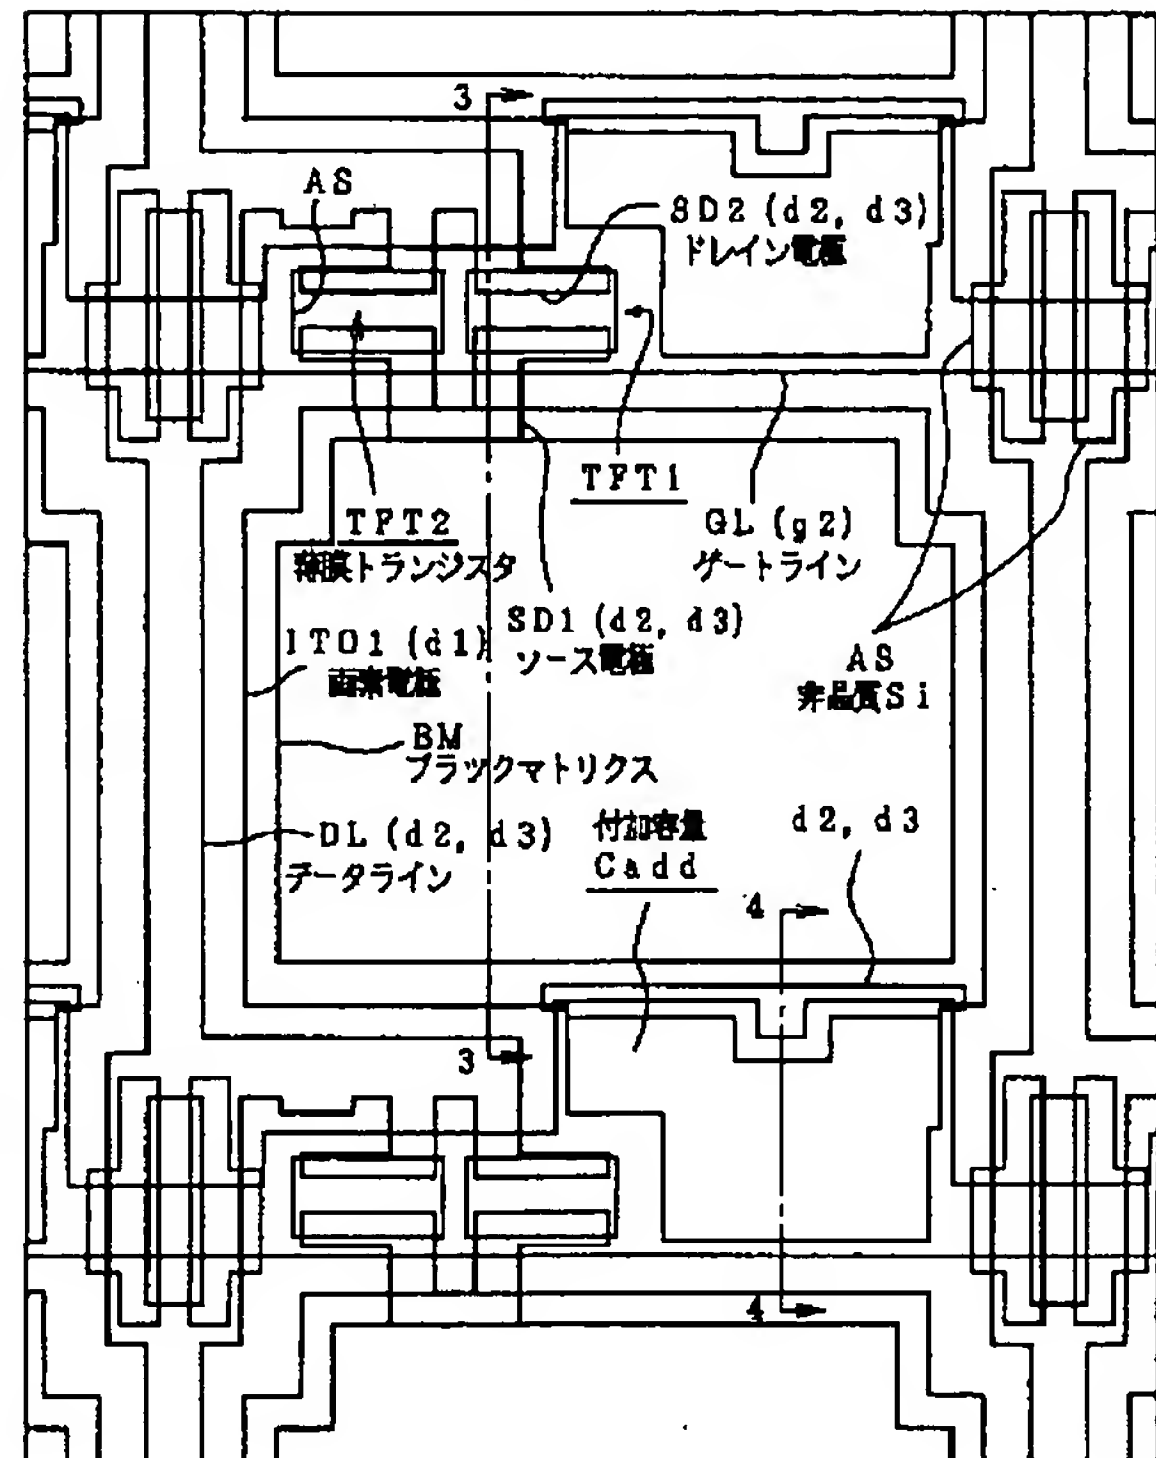 3
AS
SD2 (d2, d3)
ドレイン電極
TFT1
TFT2
薄膜トランジスタ
GL (g2)
ゲートライン
SD1 (d2, d3)
ソース電極
ITO1 (d1)
画素電極
AS
非晶質Si
BM
ブラックマトリクス
DL (d2, d3)
データライン
付加容量
Cadd
d2, d3
4
3
4